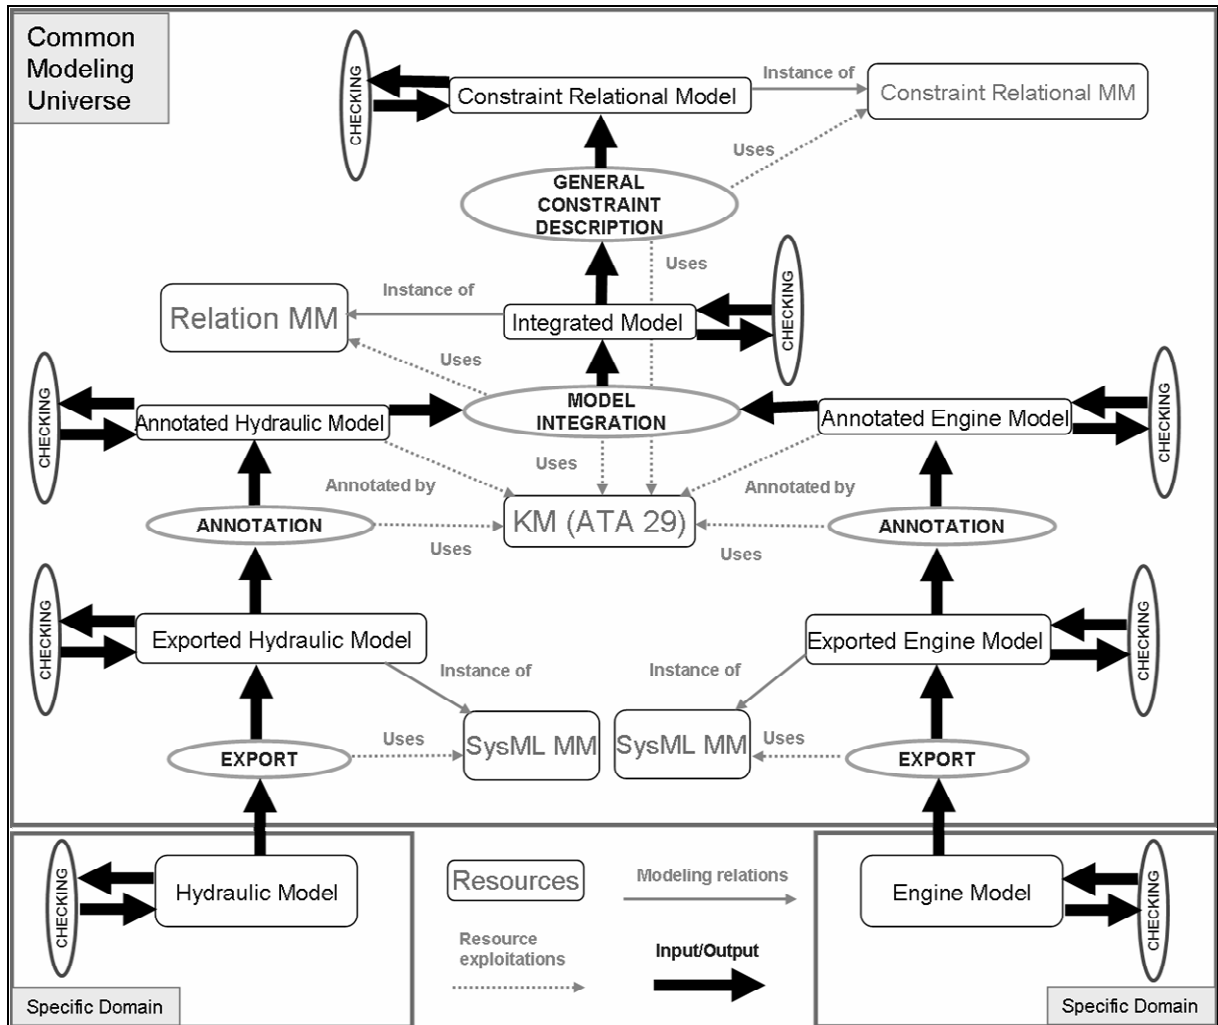 Common
Modeling
Universe
CHECKING
Constraint Relational Model
Instance of
Constraint Relational MM
Uses
GENERAL
CONSTRAINT
DESCRIPTION
Uses
CHECKING
Relation MM
Instance of
Integrated Model
Uses
CHECKING
Annotated Hydraulic Model
MODEL
INTEGRATION
Annotated Engine Model
CHECKING
Uses
Annotated by
Annotated by
ANNOTATION
KM (ATA 29)
ANNOTATION
Uses
Uses
CHECKING
Exported Hydraulic Model
Exported Engine Model
CHECKING
Instance of
Instance of
SysML MM
SysML MM
Uses
Uses
EXPORT
EXPORT
CHECKING
Hydraulic Model
Resources
Modeling relations
Engine Model
CHECKING
Resource
exploitations
Input/Output
Specific Domain
Specific Domain